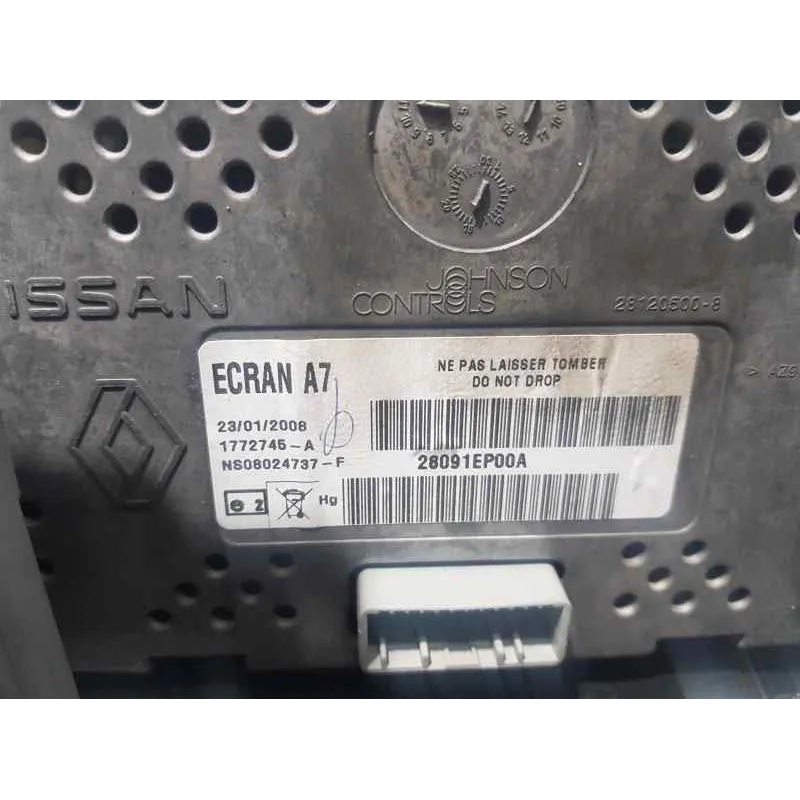 NISSAN
JOHNSON
CONTROLS
28120500-8
ECRAN A7
NE PAS LAISSER TOMBER
DO NOT DROP
23/01/2008
1772745-A
NS08024737-F
28091EP00A
Hg